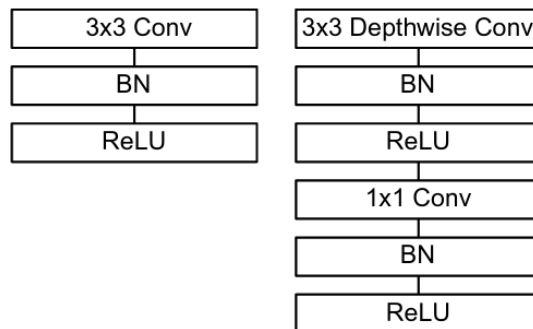 3x3 Conv
BN
ReLU
3x3 Depthwise Conv
BN
ReLU
1x1 Conv
BN
ReLU